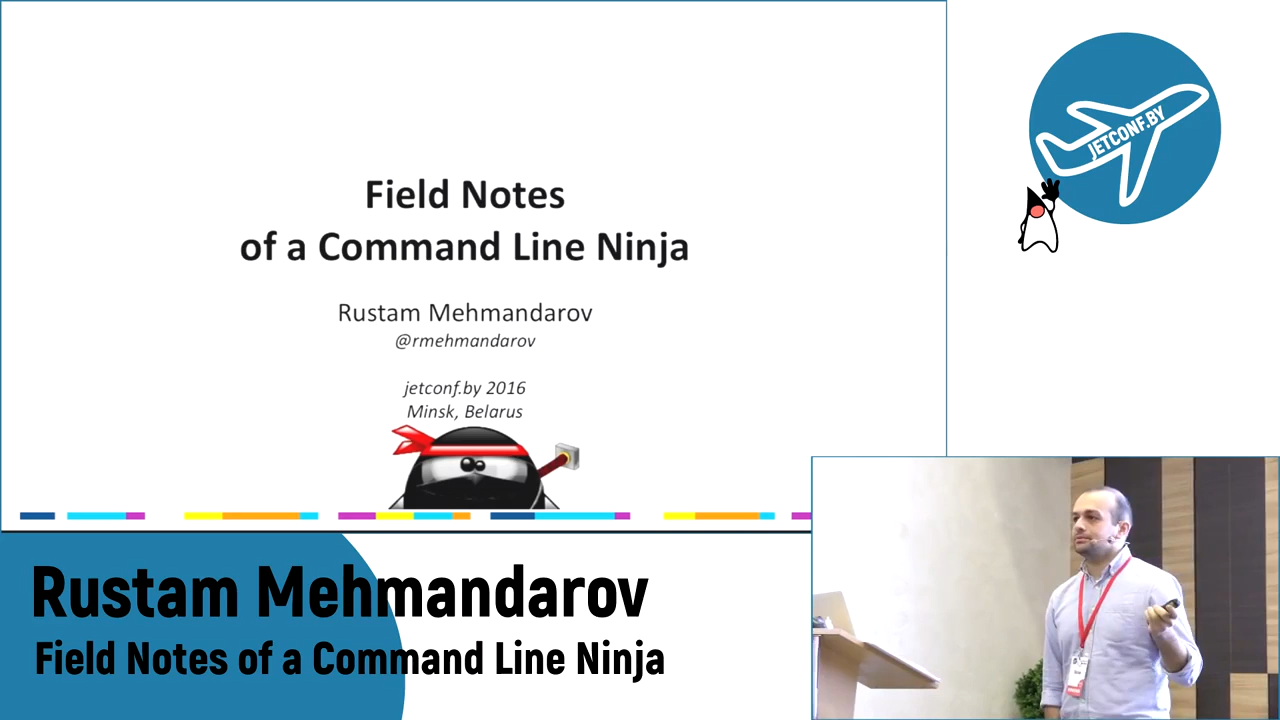 Field Notes
of a Command Line Ninja
Rustam Mehmandarov
@rmehmandarov
jetconf.by 2016
Minsk, Belarus
JETCONF.BY
Rustam Mehmandarov
Field Notes of a Command Line Ninja